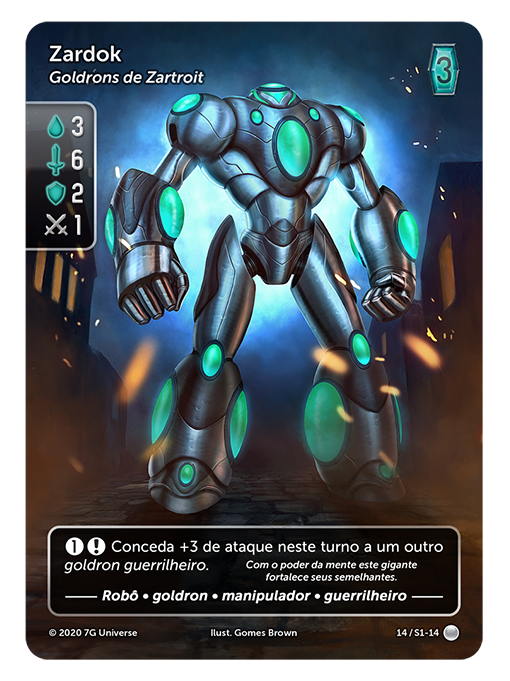 Zardok
Goldrons de Zartroit
3
3
6
2
1
1 ! Conceda +3 de ataque neste turno a um outro
goldron guerrilheiro.
Com o poder da mente este gigante
fortalece seus semelhantes.
Robô • goldron • manipulador • guerrilheiro
© 2020 7G Universe
Ilust. Gomes Brown
14 / S1-14